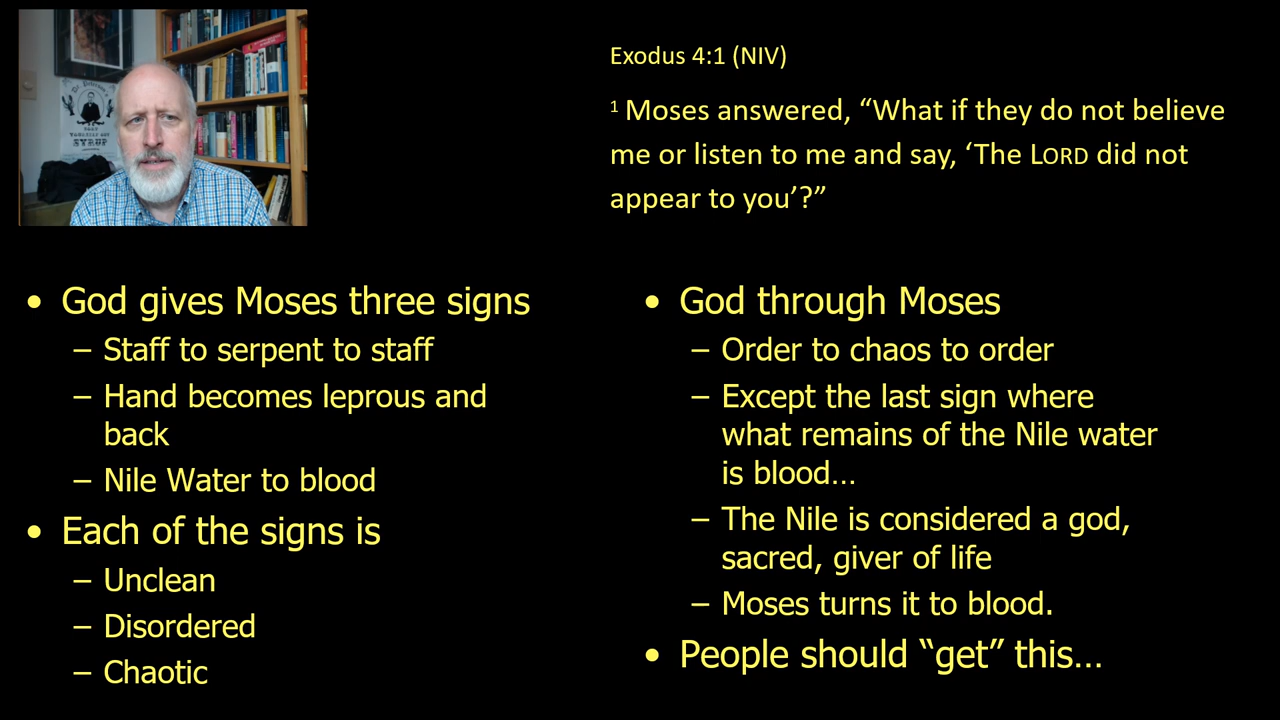 Dr. Peterson's
SYRUP
Exodus 4:1 (NIV)
1 Moses answered, “What if they do not believe
me or listen to me and say, ‘The LORD did not
appear to you’?”
• God gives Moses three signs
– Staff to serpent to staff
– Hand becomes leprous and
back
– Nile Water to blood
• Each of the signs is
– Unclean
– Disordered
– Chaotic
• God through Moses
– Order to chaos to order
– Except the last sign where
what remains of the Nile water
is blood…
– The Nile is considered a god,
sacred, giver of life
– Moses turns it to blood.
• People should “get” this…